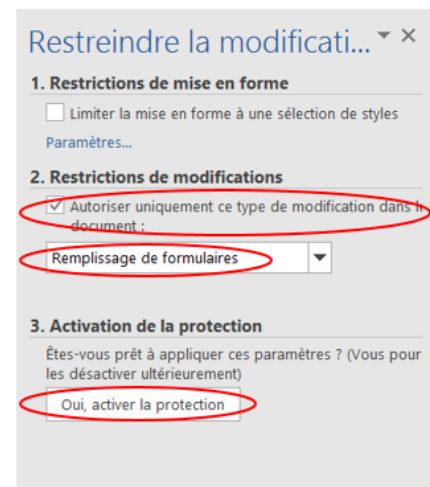 Restreindre la modificati...
1. Restrictions de mise en forme
Limiter la mise en forme à une sélection de styles
Paramètres...
2. Restrictions de modifications
Autoriser uniquement ce type de modification dans le
document :
Remplissage de formulaires
3. Activation de la protection
Êtes-vous prêt à appliquer ces paramètres ? (Vous pour
les désactiver ultérieurement)
Oui, activer la protection